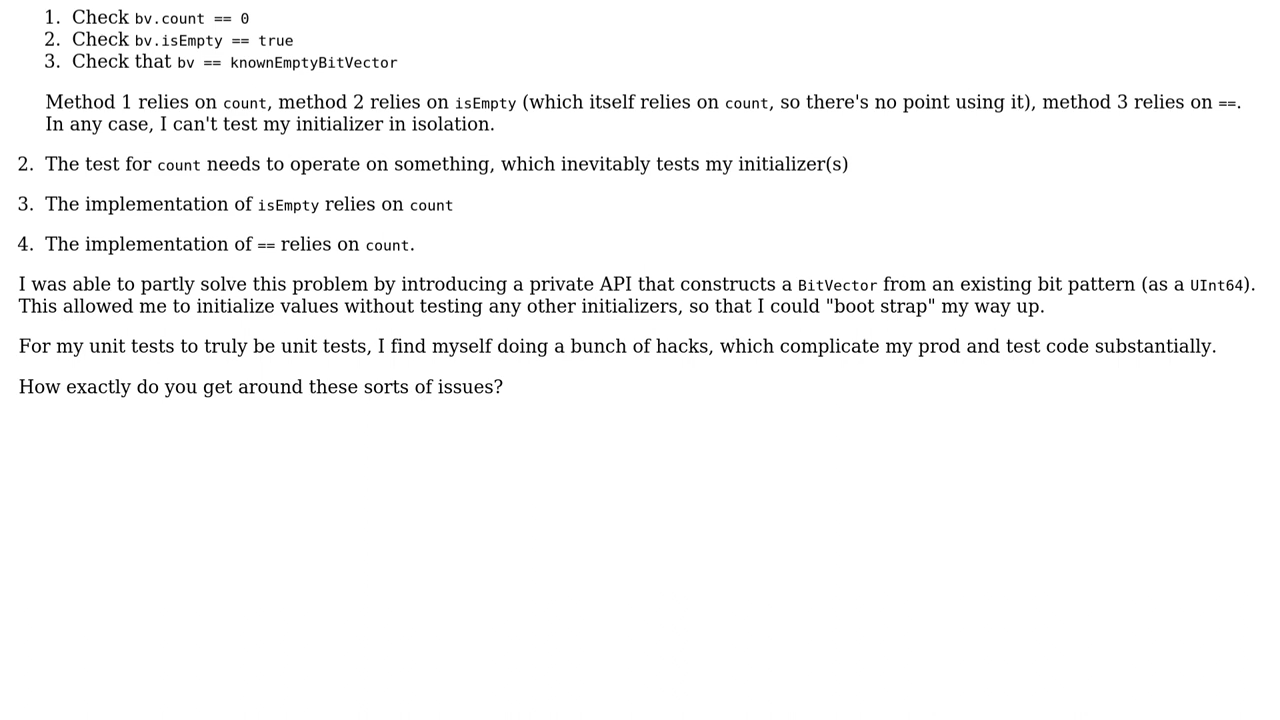 1. Check bv.count == 0
2. Check bv.isEmpty == true
3. Check that bv == knownEmptyBitVector
Method 1 relies on count, method 2 relies on isEmpty (which itself relies on count, so there's no point using it), method 3 relies on ==.
In any case, I can't test my initializer in isolation.
2. The test for count needs to operate on something, which inevitably tests my initializer(s)
3. The implementation of isEmpty relies on count
4. The implementation of == relies on count.
I was able to partly solve this problem by introducing a private API that constructs a BitVector from an existing bit pattern (as a UInt64).
This allowed me to initialize values without testing any other initializers, so that I could "boot strap" my way up.
For my unit tests to truly be unit tests, I find myself doing a bunch of hacks, which complicate my prod and test code substantially.
How exactly do you get around these sorts of issues?